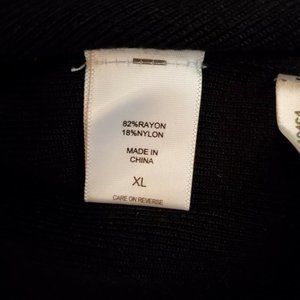 82%RAYON
18%NYLON
MADE IN
CHINA
XL
CARE ON REVERSE